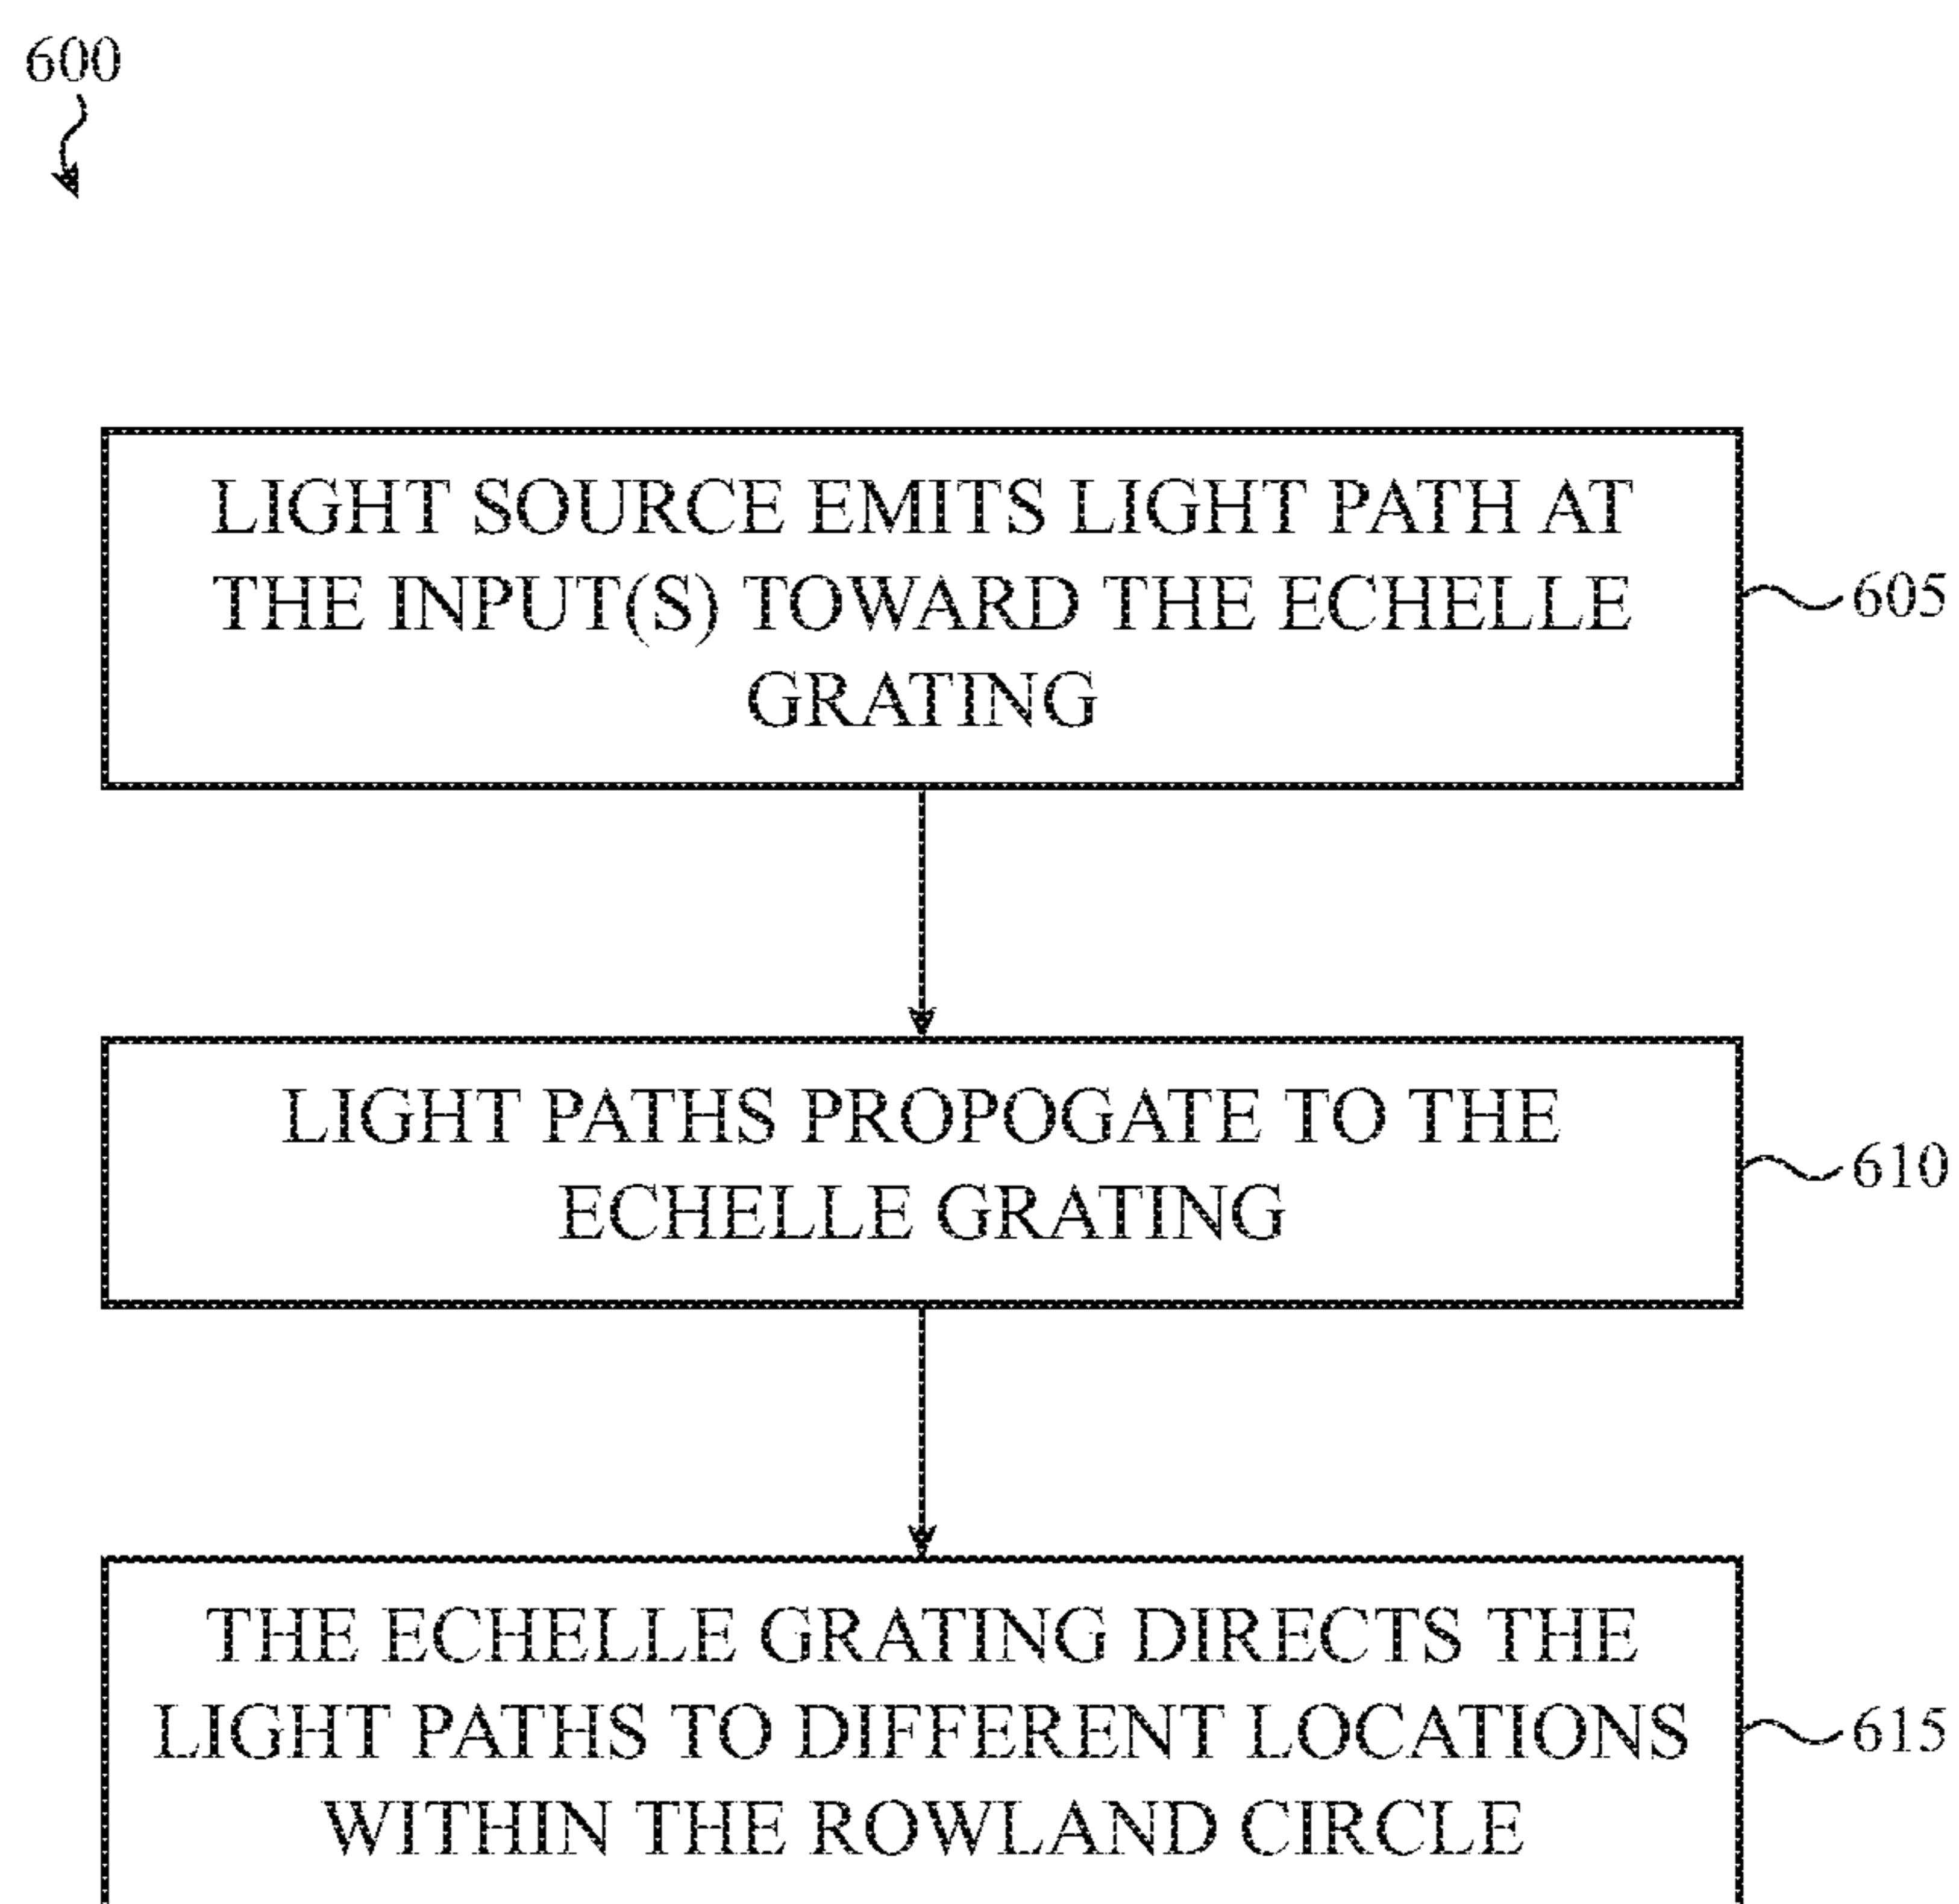 600
LIGHT SOURCE EMITS LIGHT PATH AT
THE INPUT(S) TOWARD THE ECHELLE
GRATING
605
LIGHT PATHS PROPOGATE TO THE
ECHELLE GRATING
610
THE ECHELLE GRATING DIRECTS THE
LIGHT PATHS TO DIFFERENT LOCATIONS
WITHIN THE ROWLAND CIRCLE
615